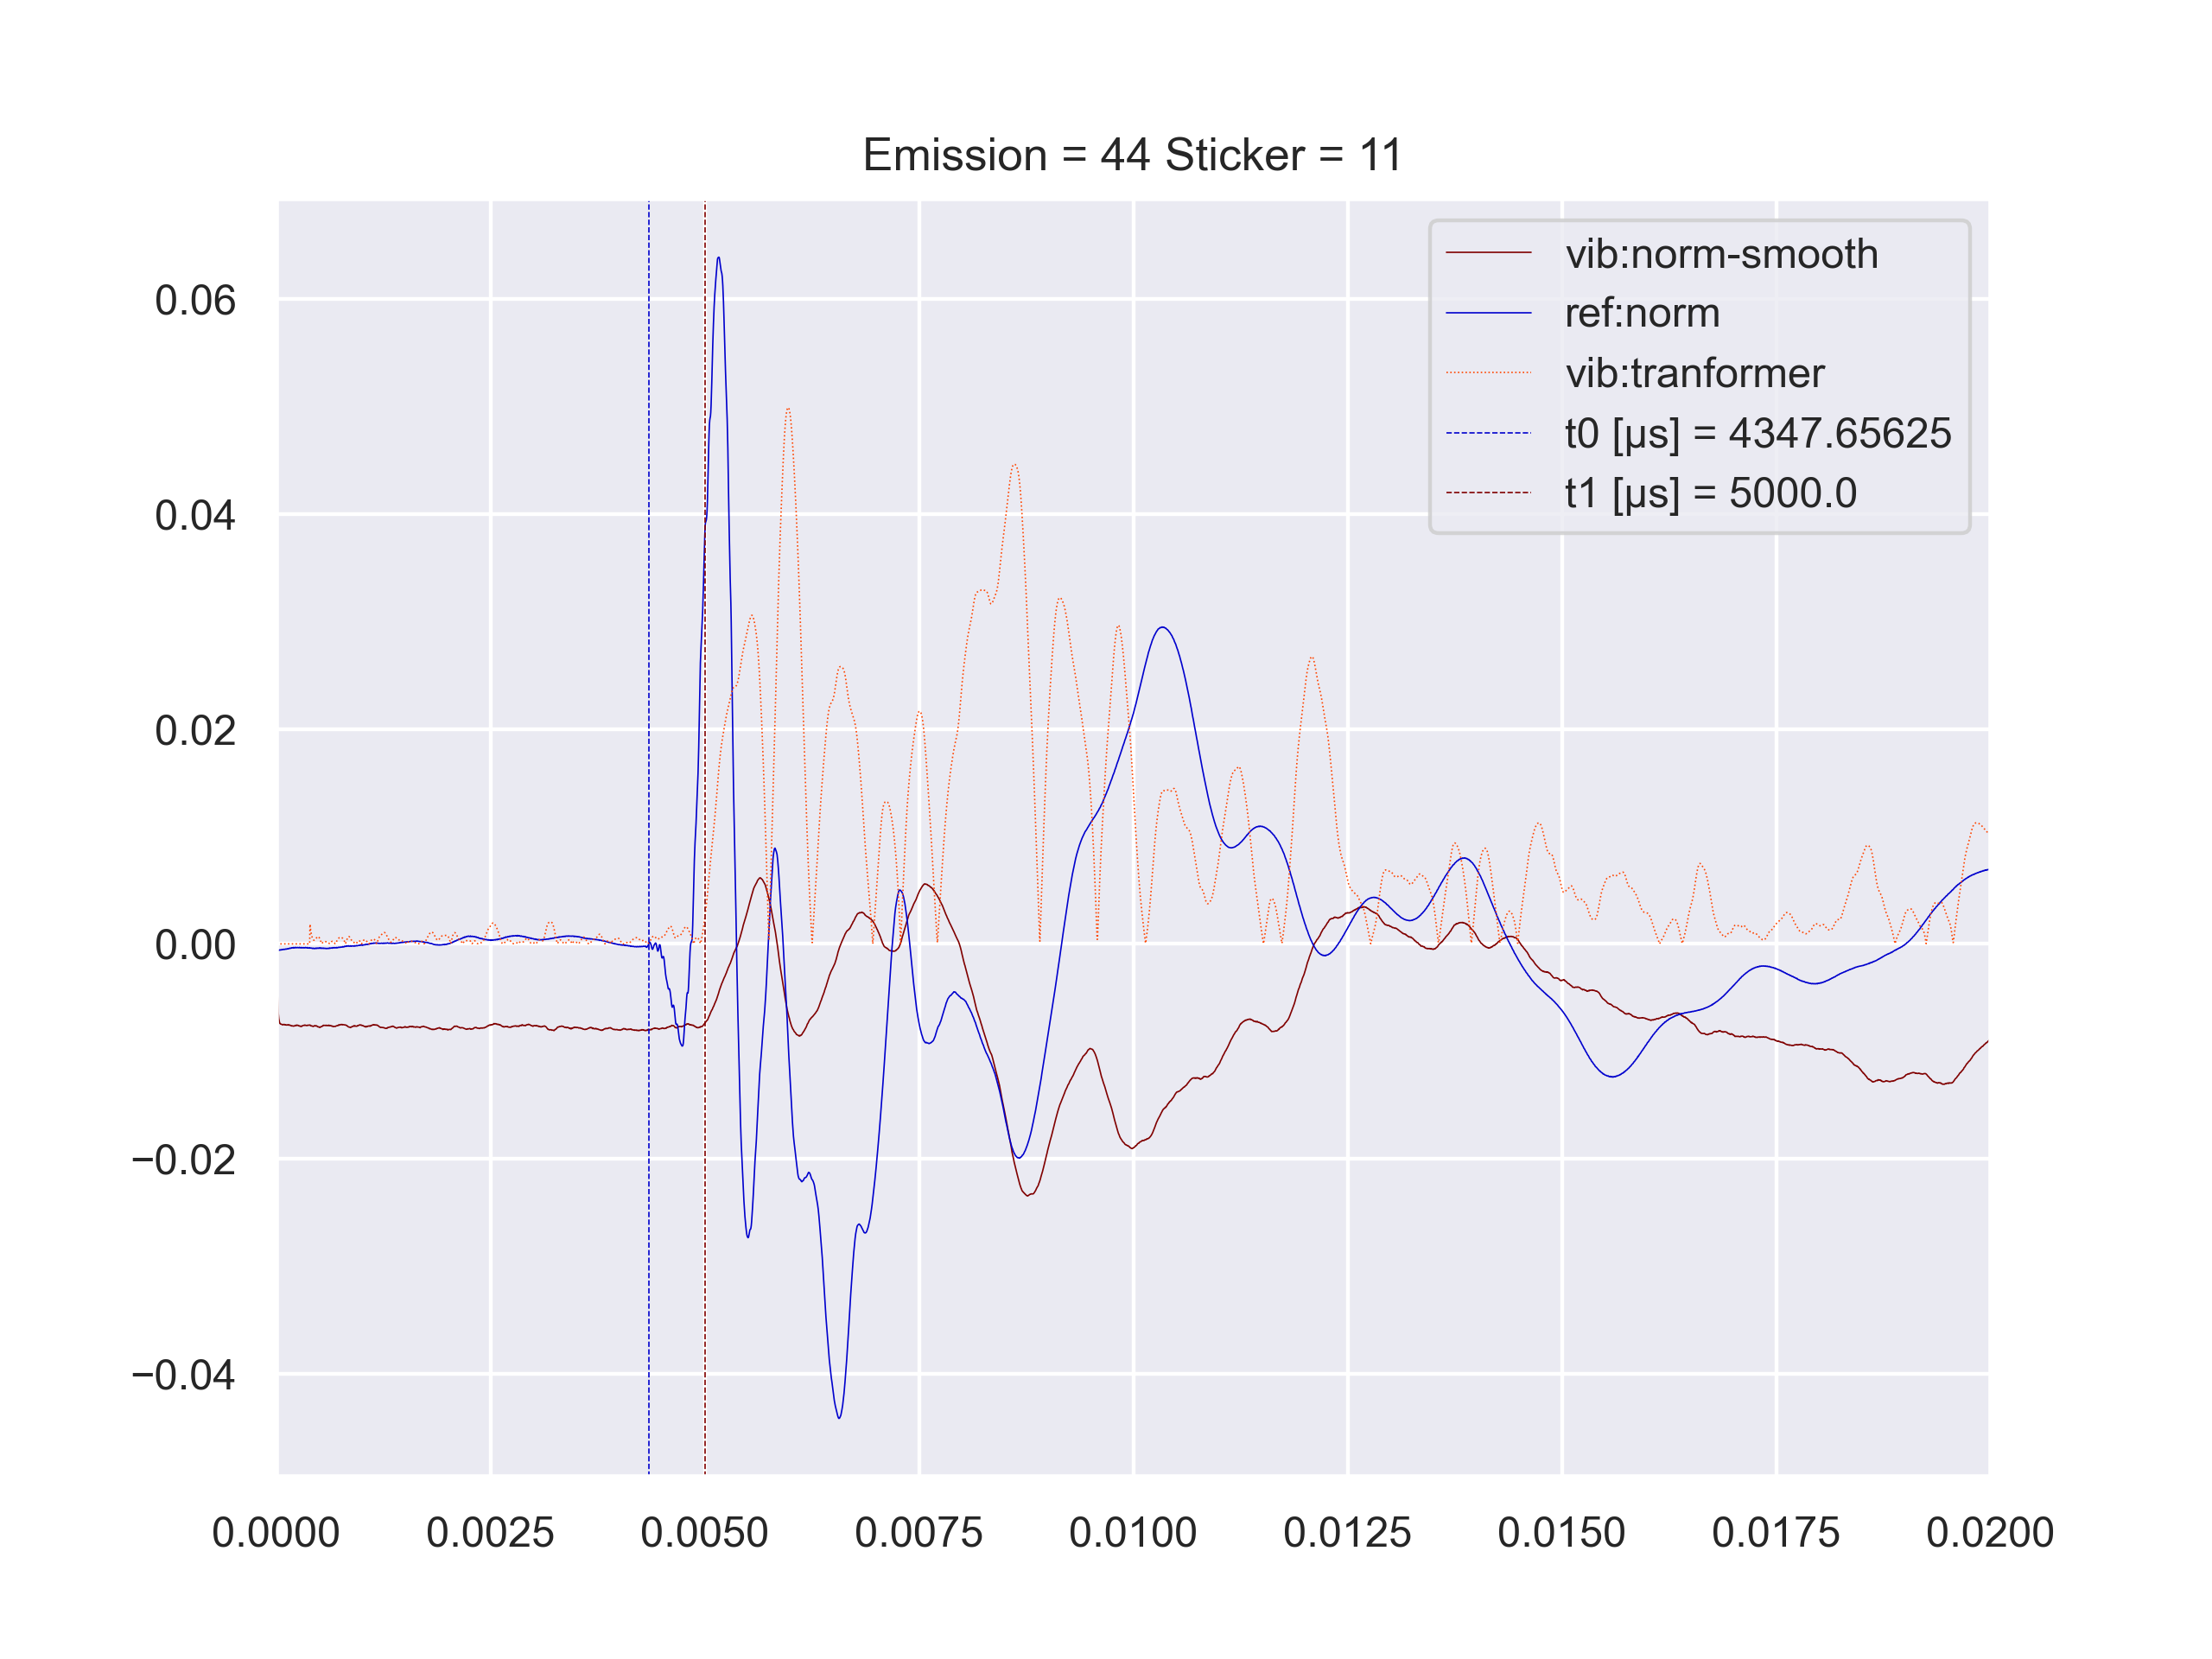 Emission = 44 Sticker = 11
vib:norm-smooth
ref:norm
vib:tranformer
t0 [µs] = 4347.65625
t1 [µs] = 5000.0
0.06
0.04
0.02
0.00
−0.02
−0.04
0.0000 0.0025 0.0050 0.0075 0.0100 0.0125 0.0150 0.0175 0.0200